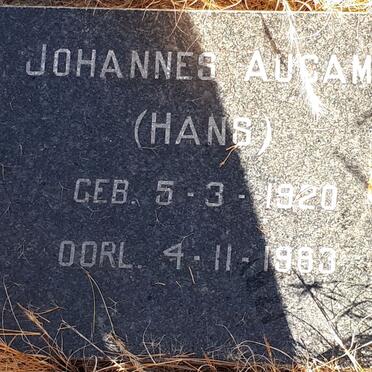 JOHANNES AUCAM
(HANS)
GEB. 5-3-1920
OORL. 4-11-1983